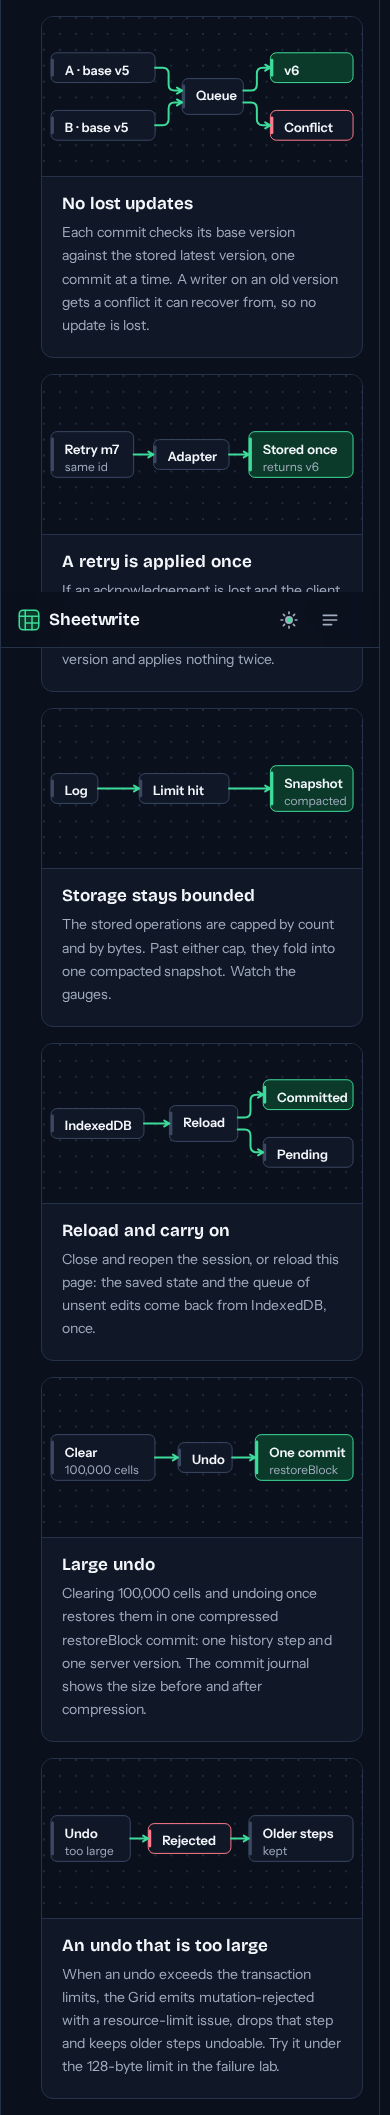 A · base v5
B · base v5
Queue
v6
Conflict
No lost updates
Each commit checks its base version
against the stored latest version, one
commit at a time. A writer on an old version
gets a conflict it can recover from, so no
update is lost.
Retry m7
same id
Adapter
Stored once
returns v6
A retry is applied once
If an acknowledgement is lost and the client
Sheetwrite
version and applies nothing twice.
Log
Limit hit
Snapshot
compacted
Storage stays bounded
The stored operations are capped by count
and by bytes. Past either cap, they fold into
one compacted snapshot. Watch the
gauges.
IndexedDB
Reload
Committed
Pending
Reload and carry on
Close and reopen the session, or reload this
page: the saved state and the queue of
unsent edits come back from IndexedDB,
once.
Clear
100,000 cells
Undo
One commit
restoreBlock
Large undo
Clearing 100,000 cells and undoing once
restores them in one compressed
restoreBlock commit: one history step and
one server version. The commit journal
shows the size before and after
compression.
Undo
too large
Rejected
Older steps
kept
An undo that is too large
When an undo exceeds the transaction
limits, the Grid emits mutation-rejected
with a resource-limit issue, drops that step
and keeps older steps undoable. Try it under
the 128-byte limit in the failure lab.